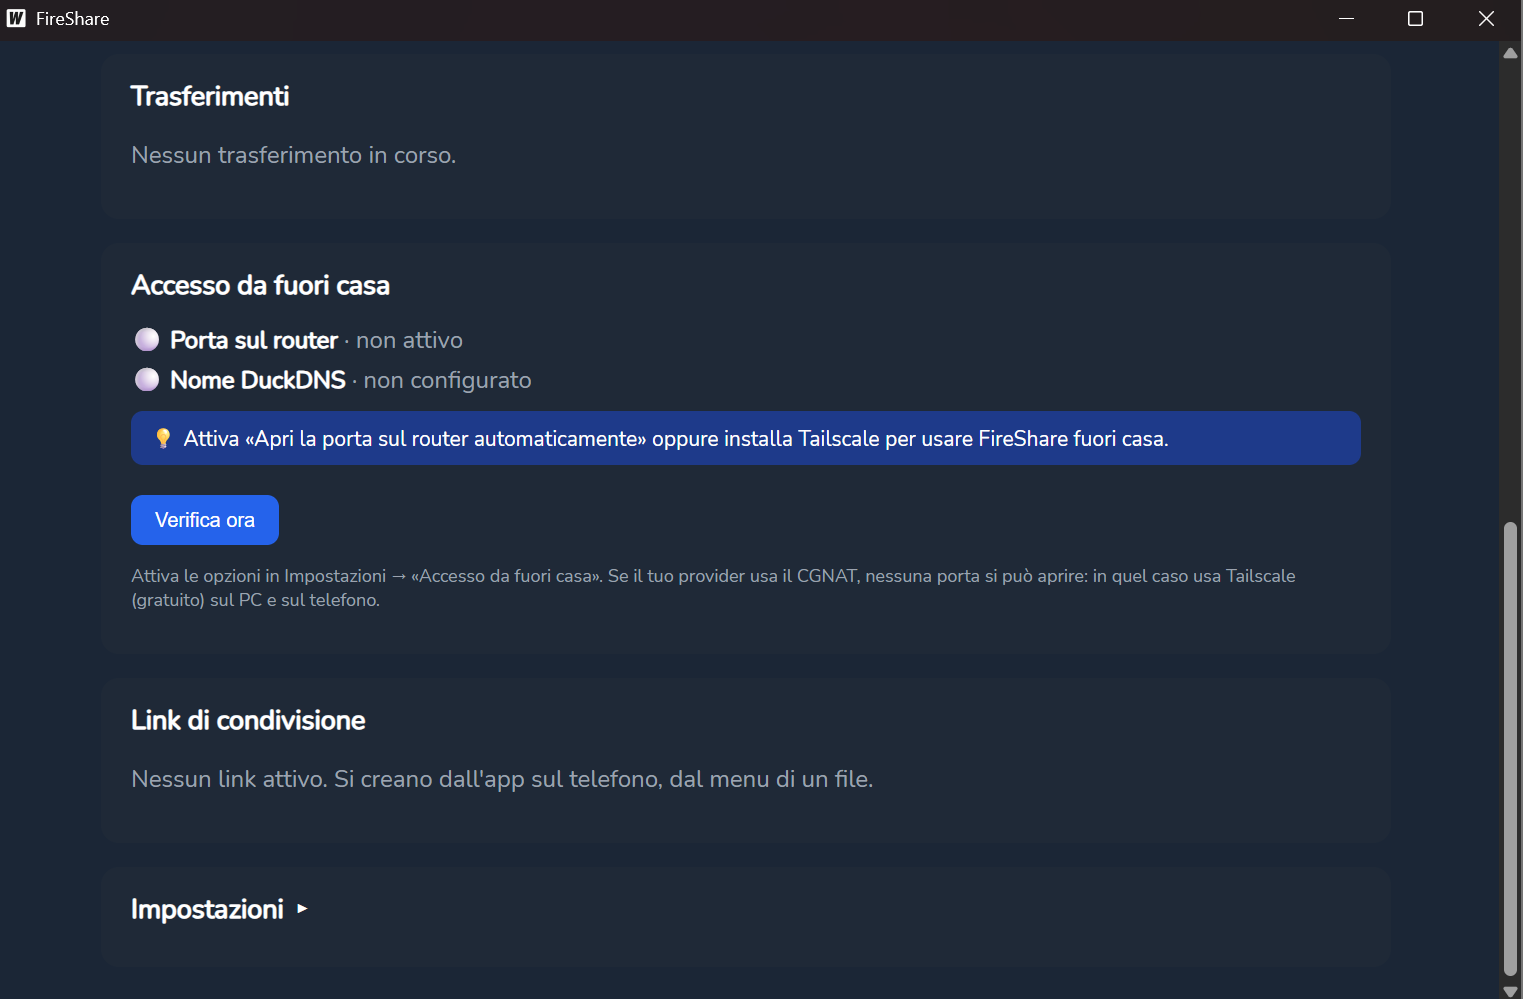 FireShare
Trasferimenti
Nessun trasferimento in corso.
Accesso da fuori casa
Porta sul router · non attivo
Nome DuckDNS · non configurato
💡 Attiva «Apri la porta sul router automaticamente» oppure installa Tailscale per usare FireShare fuori casa.
Verifica ora
Attiva le opzioni in Impostazioni → «Accesso da fuori casa». Se il tuo provider usa il CGNAT, nessuna porta si può aprire: in quel caso usa Tailscale
(gratuito) sul PC e sul telefono.
Link di condivisione
Nessun link attivo. Si creano dall'app sul telefono, dal menu di un file.
Impostazioni ▸